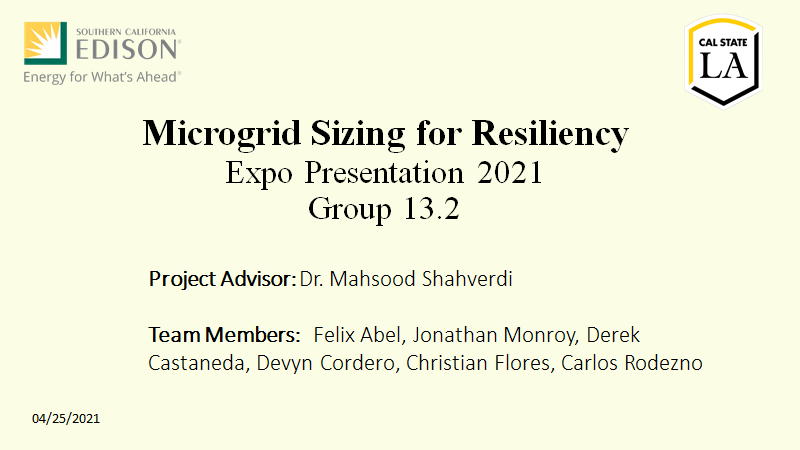 SOUTHERN CALIFORNIA
EDISON®
Energy for What's Ahead®
CAL STATE
LA
Microgrid Sizing for Resiliency
Expo Presentation 2021
Group 13.2
Project Advisor: Dr. Mahsood Shahverdi
Team Members: Felix Abel, Jonathan Monroy, Derek
Castaneda, Devyn Cordero, Christian Flores, Carlos Rodezno
04/25/2021